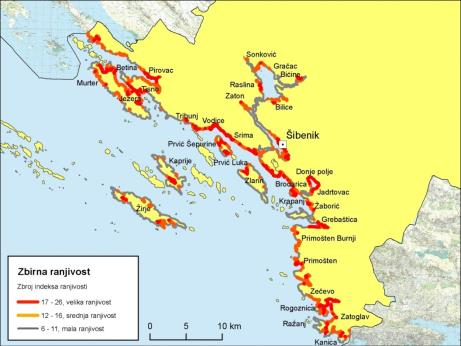 Sonković
Gračac
Bićine
Raslina
Zaton
Bilice
Betina
Pirovac
Murter
Tisno
Jezera
Tribunj
Vodice
Srima
Šibenik
Prvić Šepurine
Kaprije
Prvić Luka
Zlarin
Donje polje
Brodarica
Jadrtovac
Krapanj
Žaborić
Grebaštica
Žirje
Primošten Burnji
Primošten
Zečevo
Rogoznica
Zatoglav
Ražanj
Kanica
Zbirna ranjivost
Zbroj indeksa ranjivosti
17 - 26, velika ranjivost
12 - 16, srednja ranjivost
6 - 11, mala ranjivost
0 5 10 km